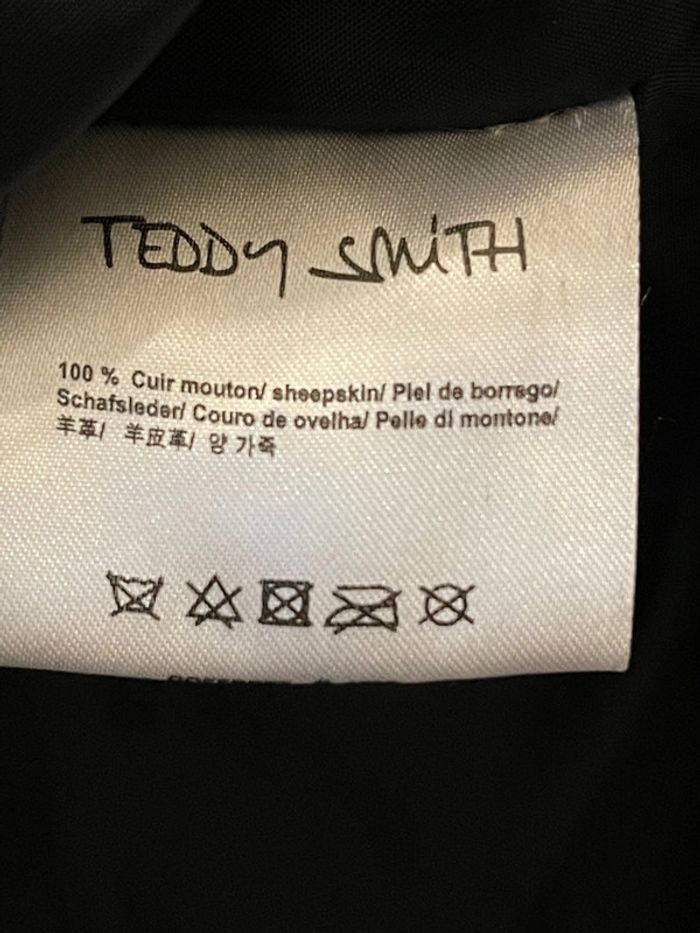 TEDDY SMITH
100 % Cuir mouton/ sheepskin/ Piel de borrego/
Schafsleder/ Couro de ovelha/ Pelle di montone/
羊革/ 羊皮革/ 양 가죽